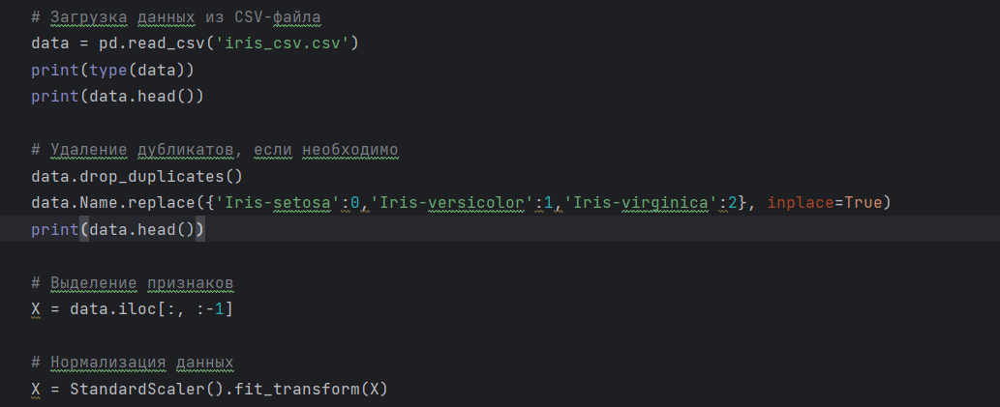 # Загрузка данных из CSV-файла
data = pd.read_csv('iris_csv.csv')
print(type(data))
print(data.head())
# Удаление дубликатов, если необходимо
data.drop_duplicates()
data.Name.replace({'Iris-setosa':0,'Iris-versicolor':1,'Iris-virginica':2}, inplace=True)
print(data.head())
# Выделение признаков
X = data.iloc[:, :-1]
# Нормализация данных
X = StandardScaler().fit_transform(X)